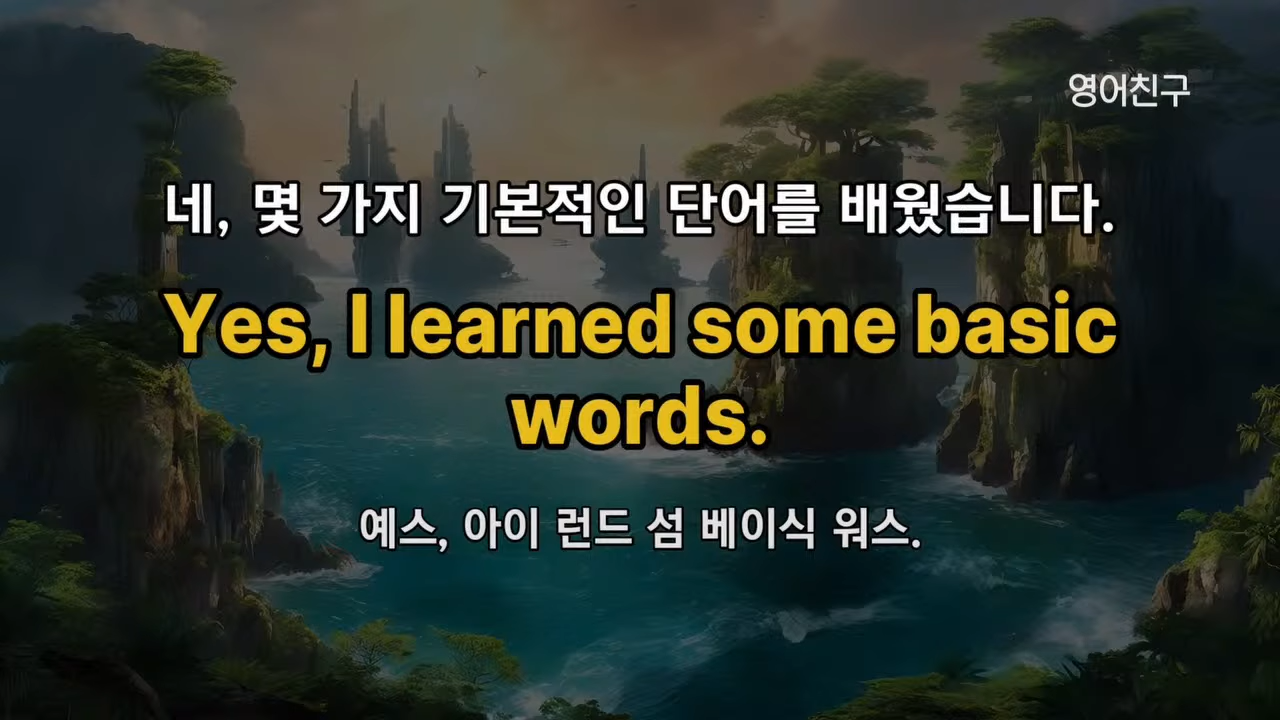 영어친구
네, 몇 가지 기본적인 단어를 배웠습니다.
Yes, I learned some basic
words.
예스, 아이 런드 섬 베이식 워스.